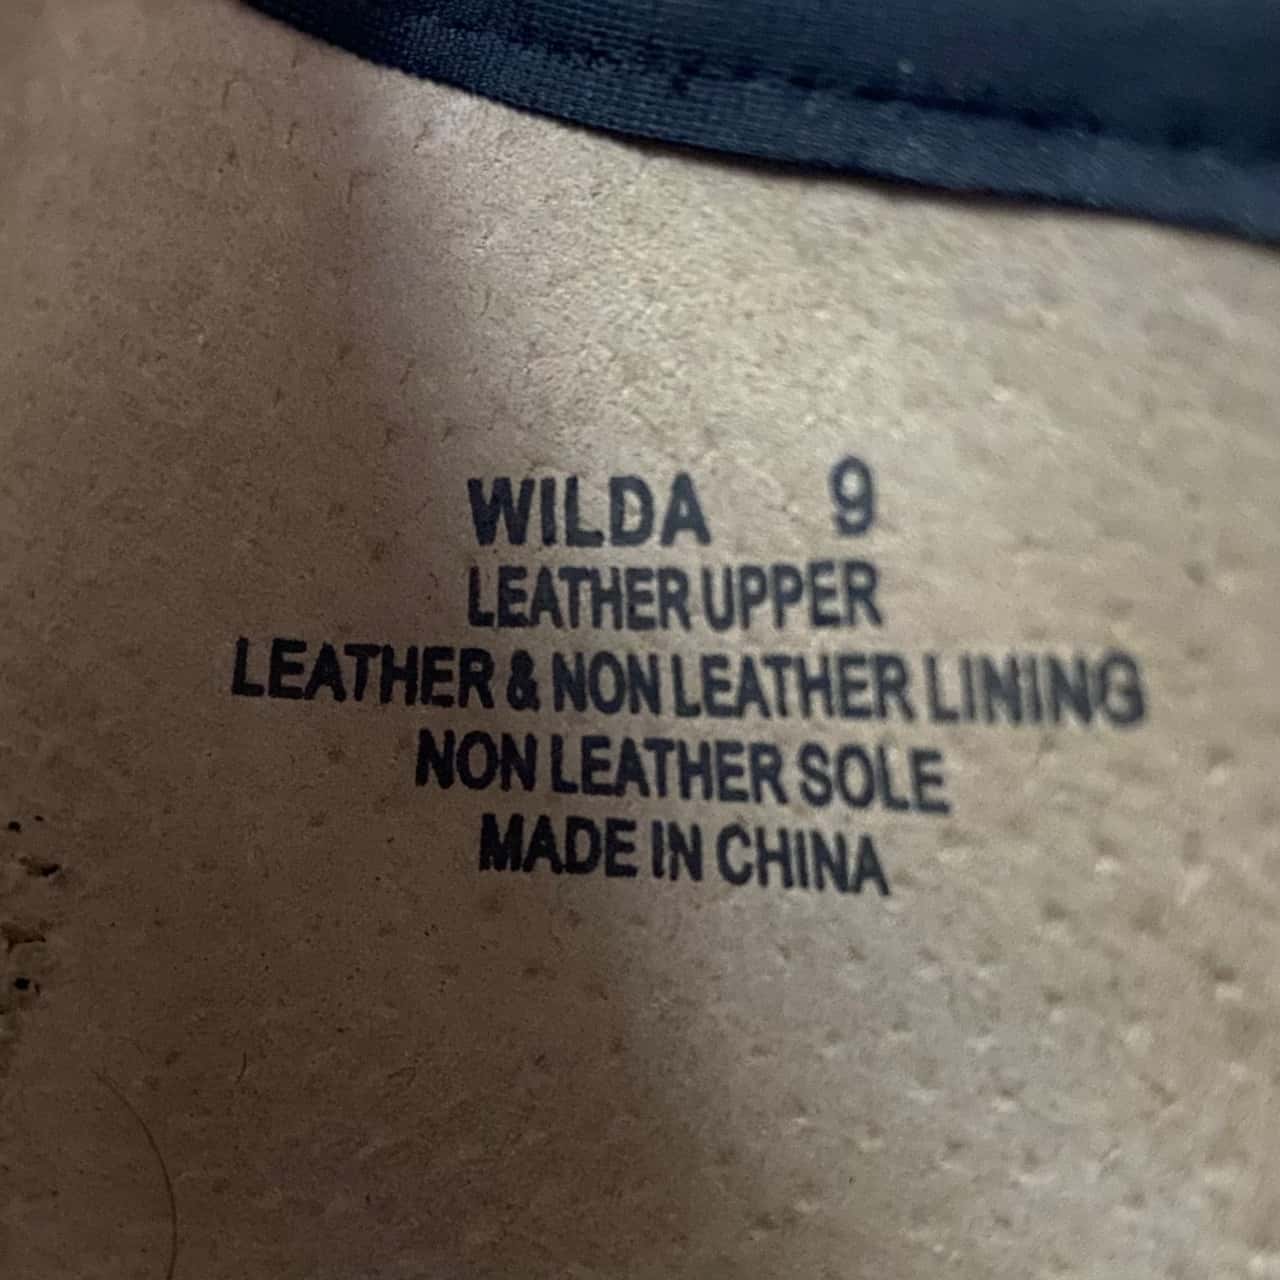 WILDA 9
LEATHER UPPER
LEATHER & NON LEATHER LINING
NON LEATHER SOLE
MADE IN CHINA